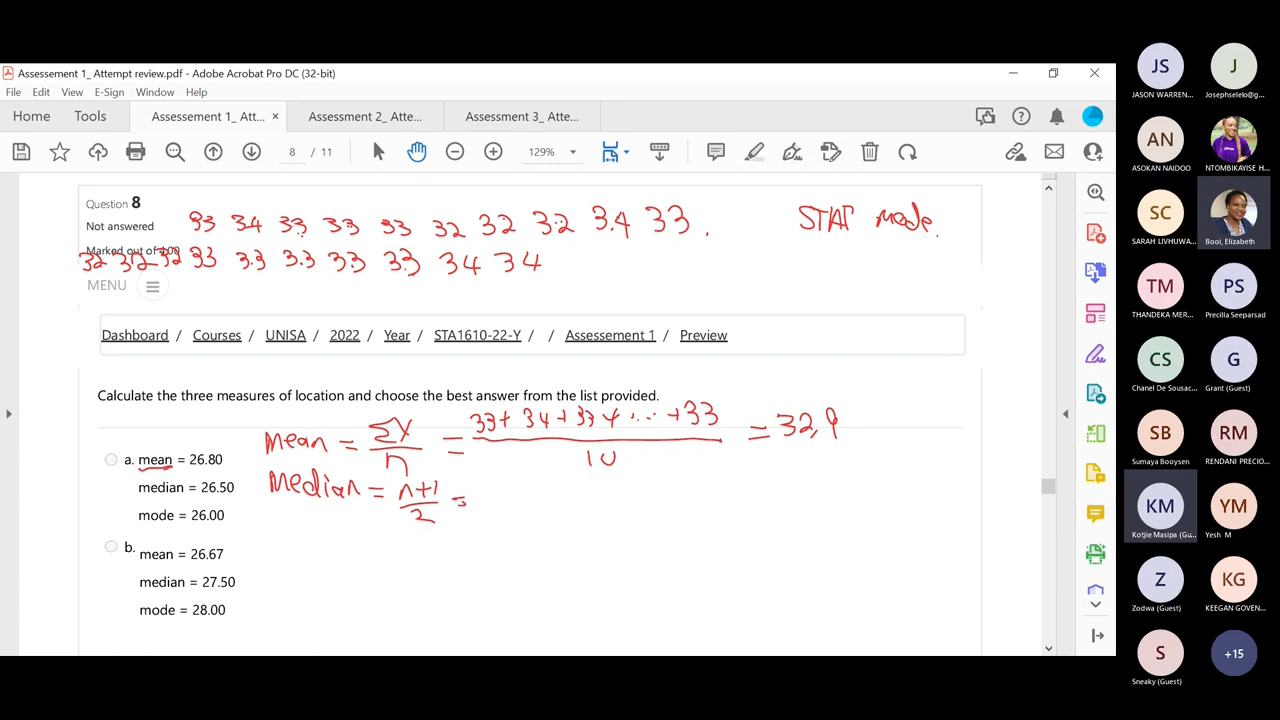 Assessement 1_ Attempt review.pdf - Adobe Acrobat Pro DC (32-bit)
File Edit View E-Sign Window Help
Home Tools Assessement 1_ Att... × Assessment 2_ Atte... Assessment 3_ Atte...
8 / 11 129%
Question 8
Not answered 33 34 33 33 33 32 32 32 34 33 . STAT mode.
Marked out of 4.00
32 32 32 33 33 33 33 33 34 34
MENU
Dashboard / Courses / UNISA / 2022 / Year / STA1610-22-Y / / Assessement 1 / Preview
Calculate the three measures of location and choose the best answer from the list provided.
Mean = ΣX/n = 33+34+33+...+33/10 = 32,9
a. mean = 26.80
median = 26.50
mode = 26.00
Median = n+1/2 =
b. mean = 26.67
median = 27.50
mode = 28.00
JS
JASON WARREN...
J
Josephselelo@g...
AN
ASOKAN NAIDOO
NTOMBIKAYISE H...
SC
SARAH LIVHUWA...
Booi, Elizabeth
TM
THANDEKA MER...
PS
Precilla Seeparsad
CS
Chanel De Sousac...
G
Grant (Guest)
SB
Sumaya Booysen
RM
RENDANI PRECIO...
KM
Kotjie Masipa (Gu...
YM
Yesh M
Z
Zodwa (Guest)
KG
KEEGAN GOVEN...
S
Sneaky (Guest)
+15